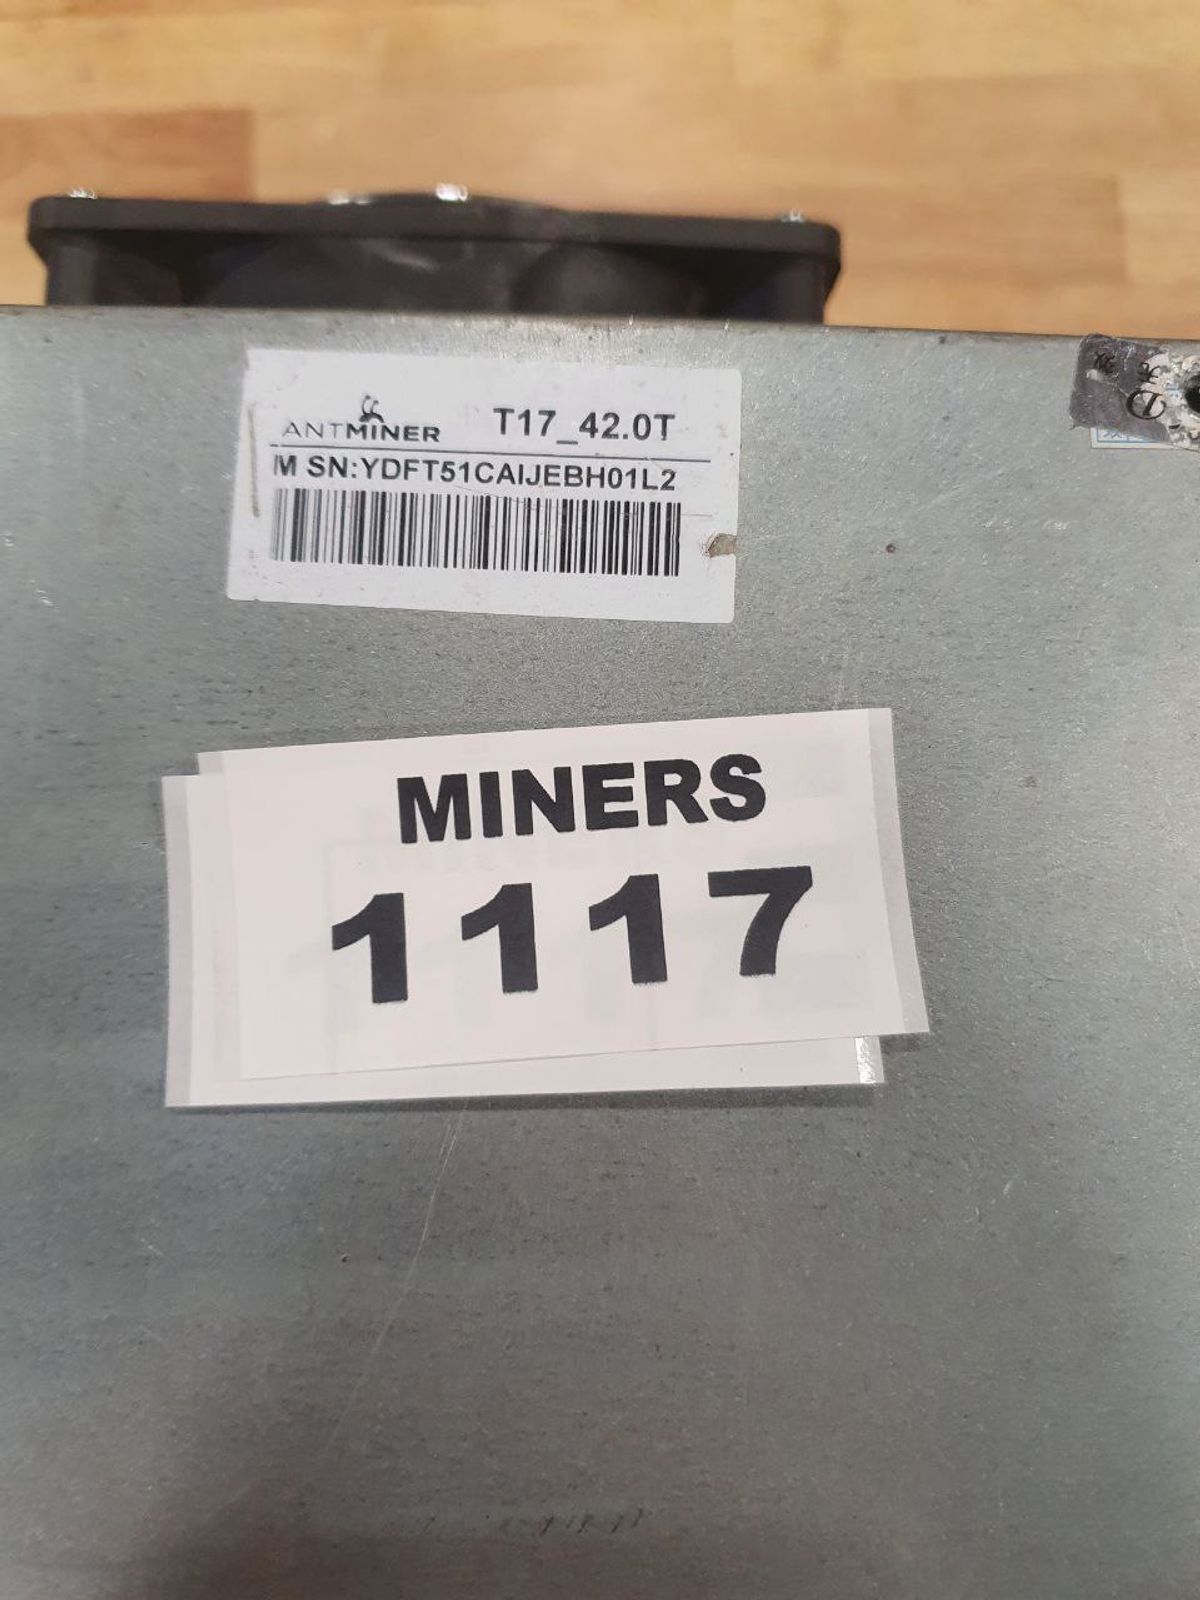 ANTMINER T17_42.0T
M SN:YDFT51CAIJEBH01L2
MINERS
1117